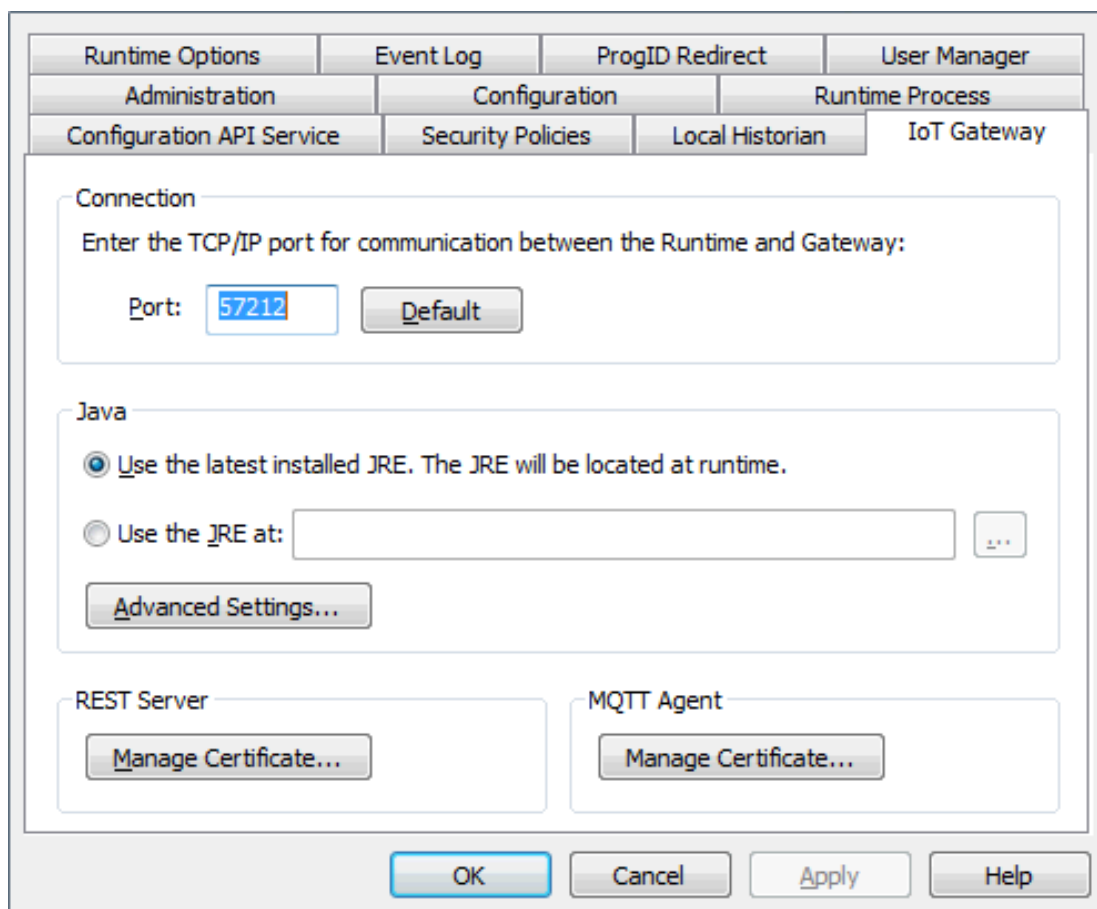 Runtime Options Event Log ProgID Redirect User Manager
Administration Configuration Runtime Process
Configuration API Service Security Policies Local Historian IoT Gateway
Connection
Enter the TCP/IP port for communication between the Runtime and Gateway:
Port: 57212 Default
Java
Use the latest installed JRE. The JRE will be located at runtime.
Use the JRE at: ...
Advanced Settings...
REST Server MQTT Agent
Manage Certificate... Manage Certificate...
OK Cancel Apply Help